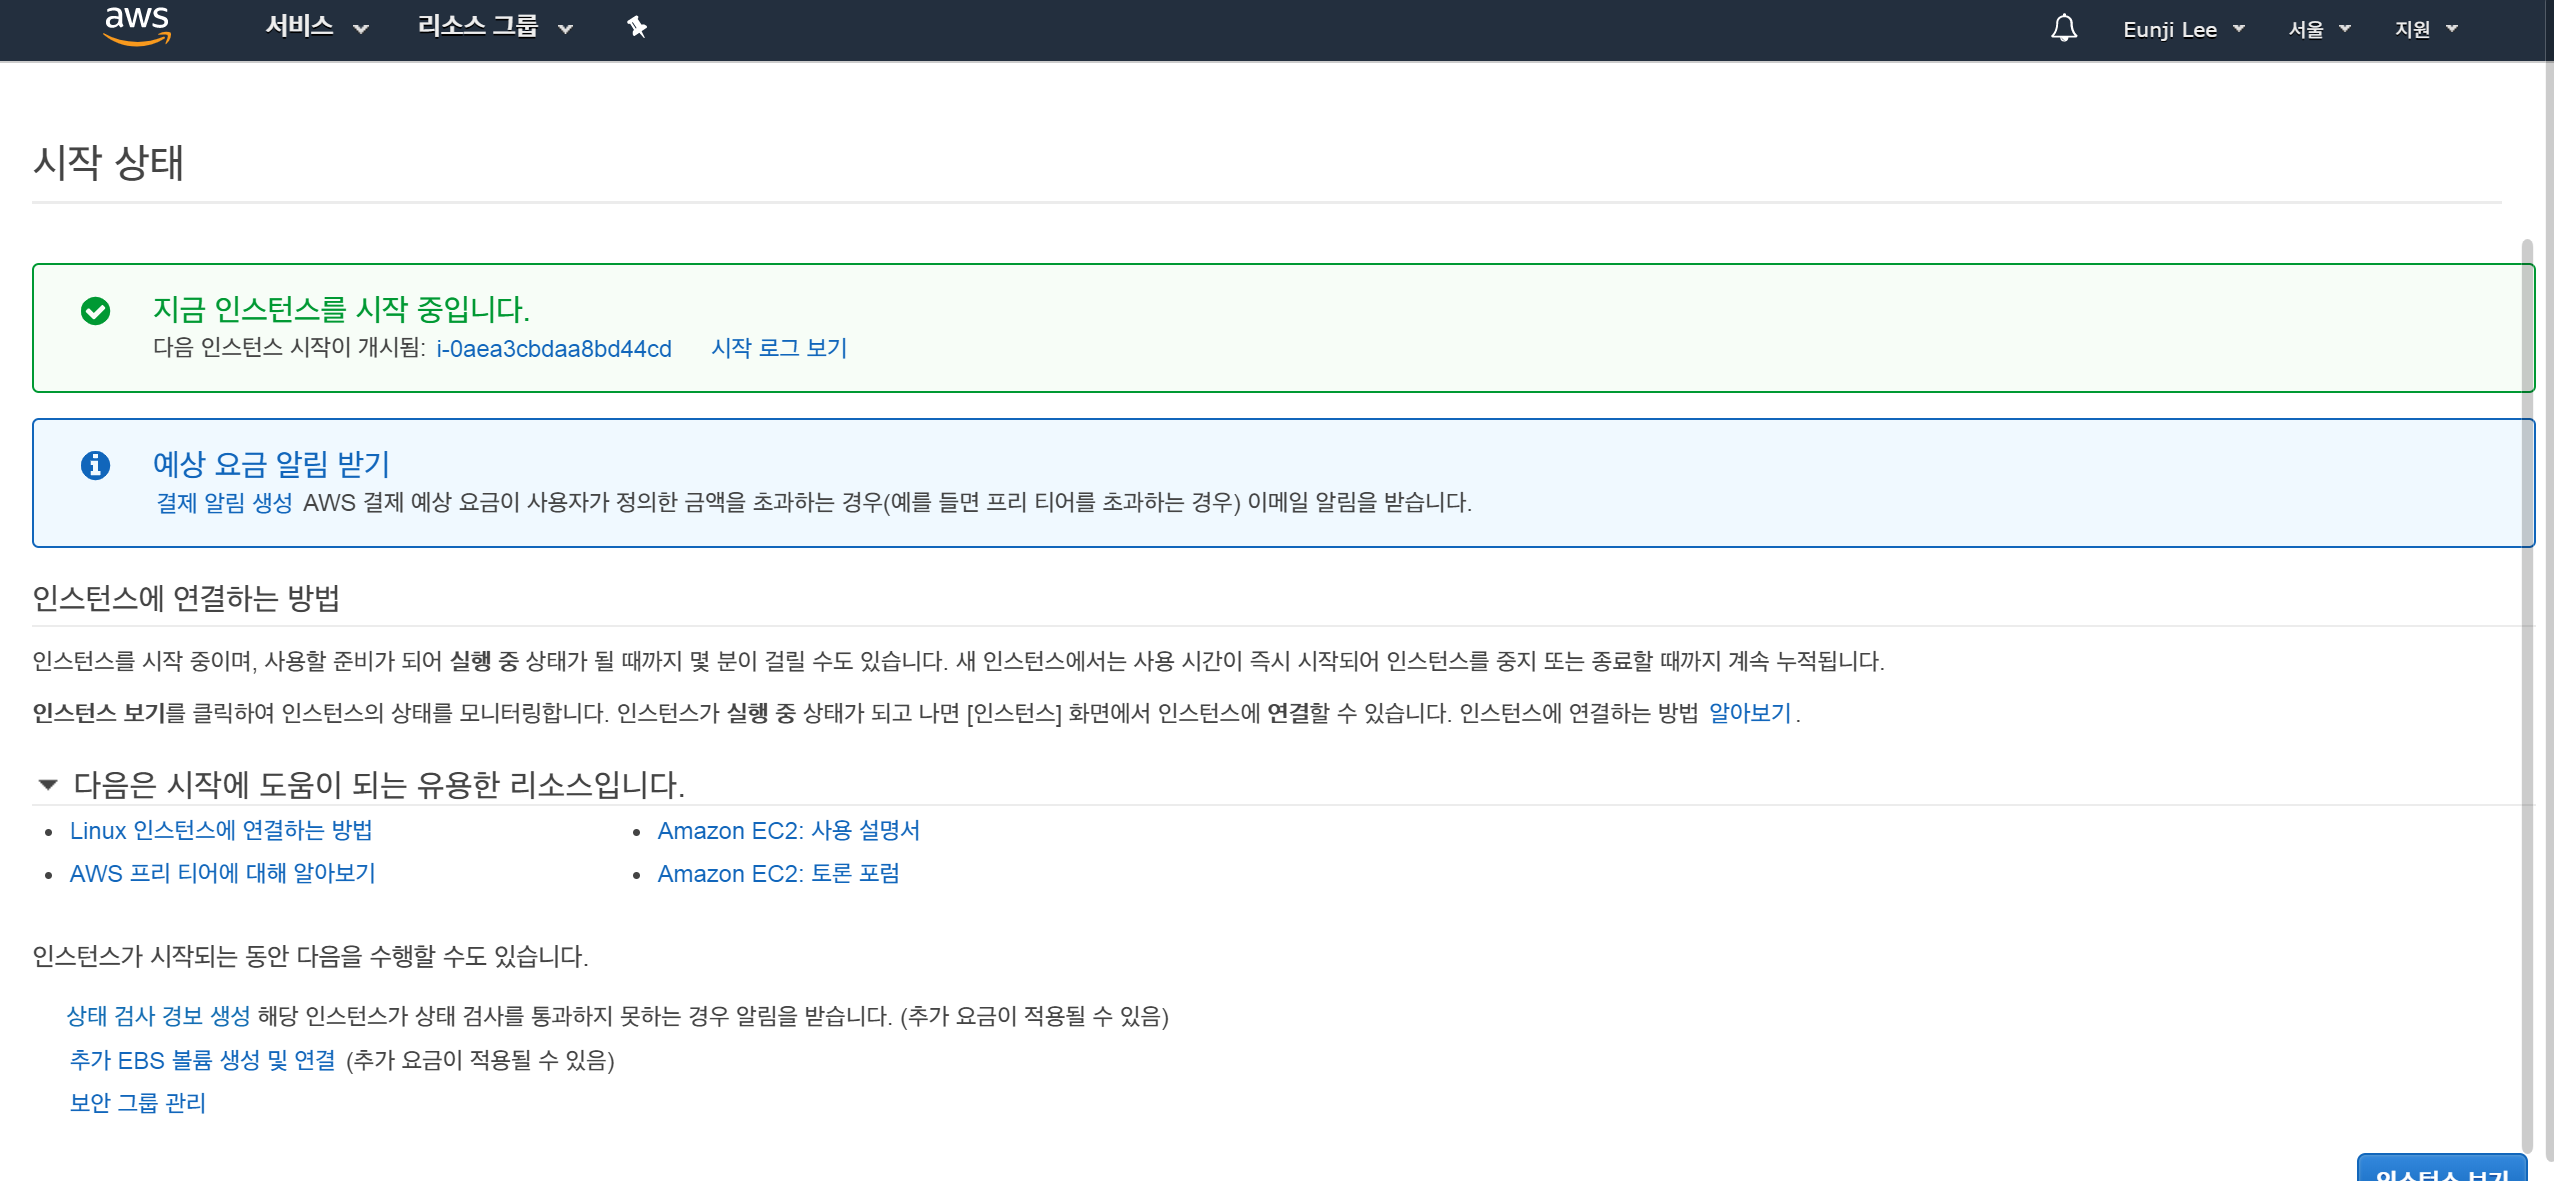 aws 서비스 리소스 그룹 Eunji Lee 서울 지원
시작 상태
지금 인스턴스를 시작 중입니다.
다음 인스턴스 시작이 개시됨: i-0aea3cbdaa8bd44cd 시작 로그 보기
예상 요금 알림 받기
결제 알림 생성 AWS 결제 예상 요금이 사용자가 정의한 금액을 초과하는 경우(예를 들면 프리 티어를 초과하는 경우) 이메일 알림을 받습니다.
인스턴스에 연결하는 방법
인스턴스를 시작 중이며, 사용할 준비가 되어 실행 중 상태가 될 때까지 몇 분이 걸릴 수도 있습니다. 새 인스턴스에서는 사용 시간이 즉시 시작되어 인스턴스를 중지 또는 종료할 때까지 계속 누적됩니다.
인스턴스 보기를 클릭하여 인스턴스의 상태를 모니터링합니다. 인스턴스가 실행 중 상태가 되고 나면 [인스턴스] 화면에서 인스턴스에 연결할 수 있습니다. 인스턴스에 연결하는 방법 알아보기.
다음은 시작에 도움이 되는 유용한 리소스입니다.
Linux 인스턴스에 연결하는 방법 Amazon EC2: 사용 설명서
AWS 프리 티어에 대해 알아보기 Amazon EC2: 토론 포럼
인스턴스가 시작되는 동안 다음을 수행할 수도 있습니다.
상태 검사 경보 생성 해당 인스턴스가 상태 검사를 통과하지 못하는 경우 알림을 받습니다. (추가 요금이 적용될 수 있음)
추가 EBS 볼륨 생성 및 연결 (추가 요금이 적용될 수 있음)
보안 그룹 관리
인스턴스 보기